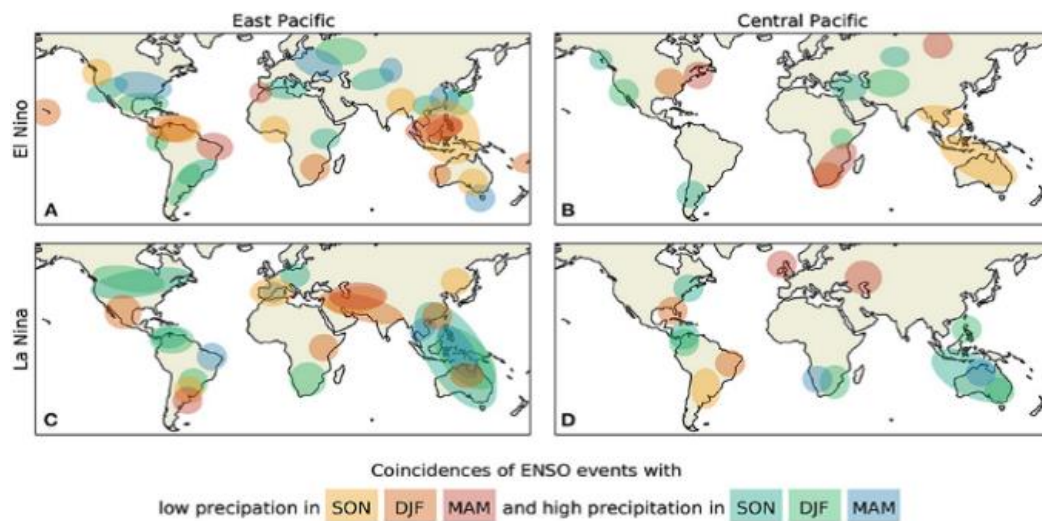 East Pacific
Central Pacific
El Nino
A
B
La Nina
C
D
Coincidences of ENSO events with
low precipation in SON DJF MAM and high precipitation in SON DJF MAM